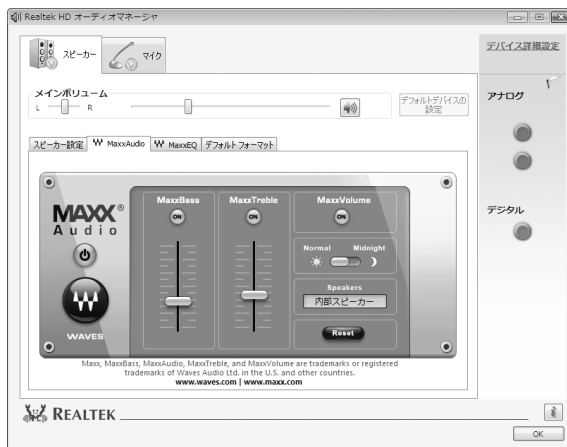 Realtek HD オーディオマネージャ
スピーカー
マイク
デバイス詳細設定
メインボリューム
L R
デフォルトデバイスの
設定
アナログ
スピーカー設定 MaxxAudio MaxxEQ デフォルトフォーマット
MAXX®
Audio
WAVES
MaxxBass MaxxTreble MaxxVolume
ON ON ON
Normal Midnight
Speakers
内部スピーカー
Reset
デジタル
Maxx, MaxxBass, MaxxAudio, MaxxTreble, and MaxxVolume are trademarks or registered
trademarks of Waves Audio Ltd. in the U.S. and other countries.
www.waves.com | www.maxx.com
REALTEK
OK